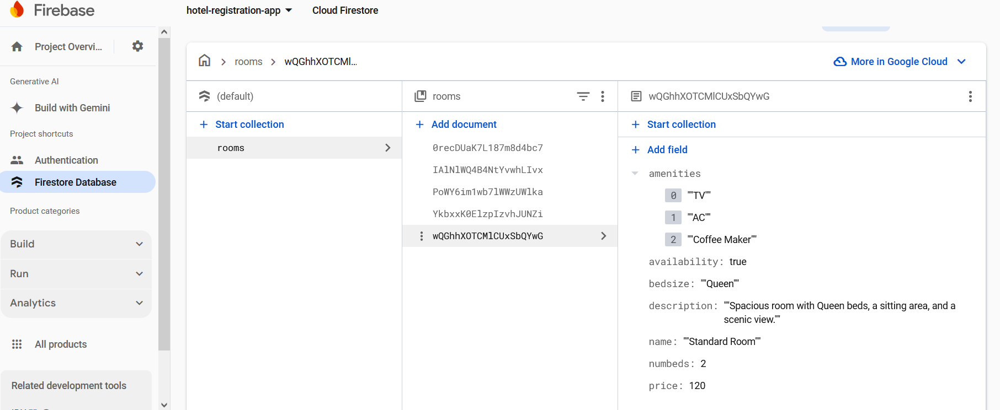 Firebase
hotel-registration-app
Cloud Firestore
Project Overvi...
Generative AI
Build with Gemini
Project shortcuts
Authentication
Firestore Database
Product categories
Build
Run
Analytics
All products
Related development tools
rooms
wQGhhXOTCMl...
More in Google Cloud
(default)
Start collection
rooms
rooms
Add document
0recDUaK7L187m8d4bc7
IAlNlWQ4B4NtYvwhLIvx
PoWY6im1wb7lWWzUWlka
YkbxxK0ElzpIzvhJUNZi
wQGhhXOTCMlCUxSbQYwG
wQGhhXOTCMlCUxSbQYwG
Start collection
Add field
amenities
0 ""TV""
1 ""AC""
2 ""Coffee Maker""
availability: true
bedsize: ""Queen""
description: ""Spacious room with Queen beds, a sitting area, and a
scenic view.""
name: ""Standard Room""
numbeds: 2
price: 120